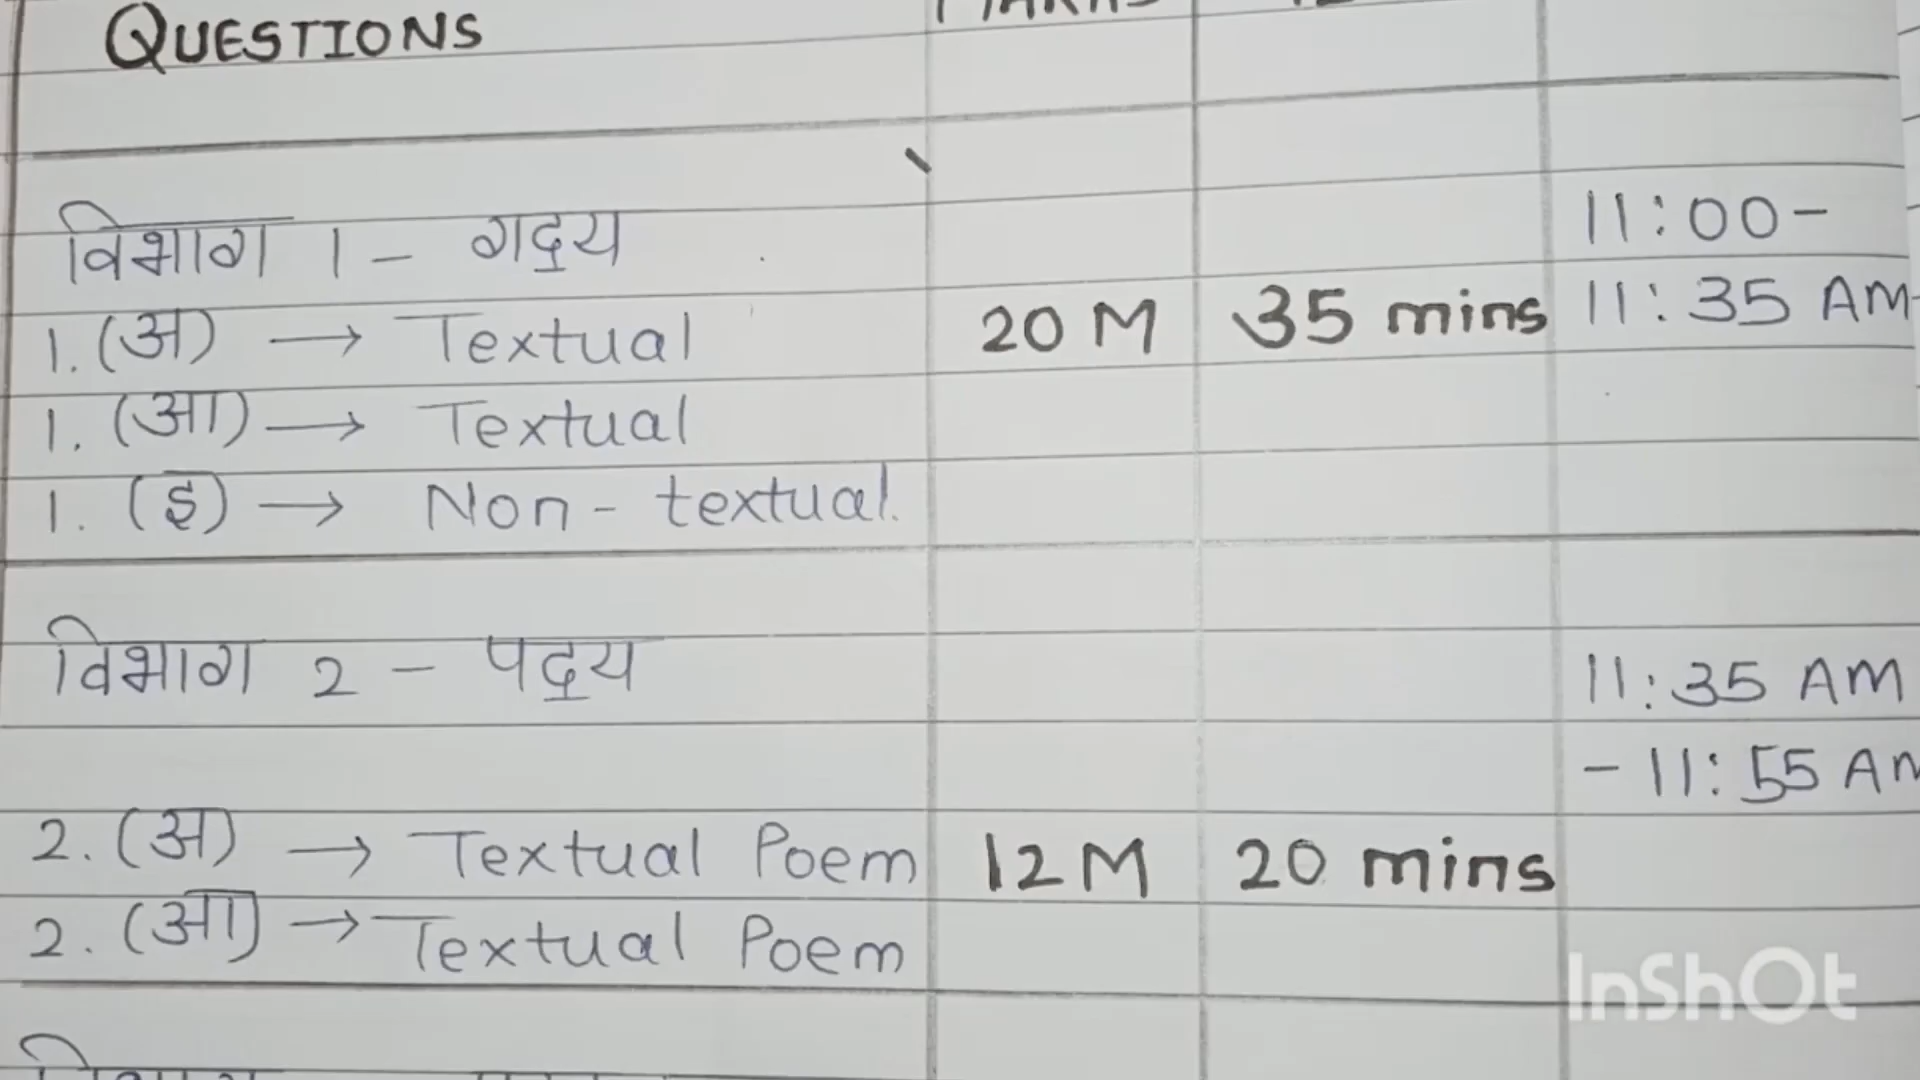 QUESTIONS
विभाग 1 - गद्य
11:00-
1. (अ) → Textual 20 M 35 mins 11:35 AM
1. (आ) → Textual
1. (इ) → Non-textual.
विभाग 2 - पद्य 11:35 AM
- 11:55 AM
2. (अ) → Textual Poem 12M 20 mins
2. (आ) → Textual Poem
InShOt